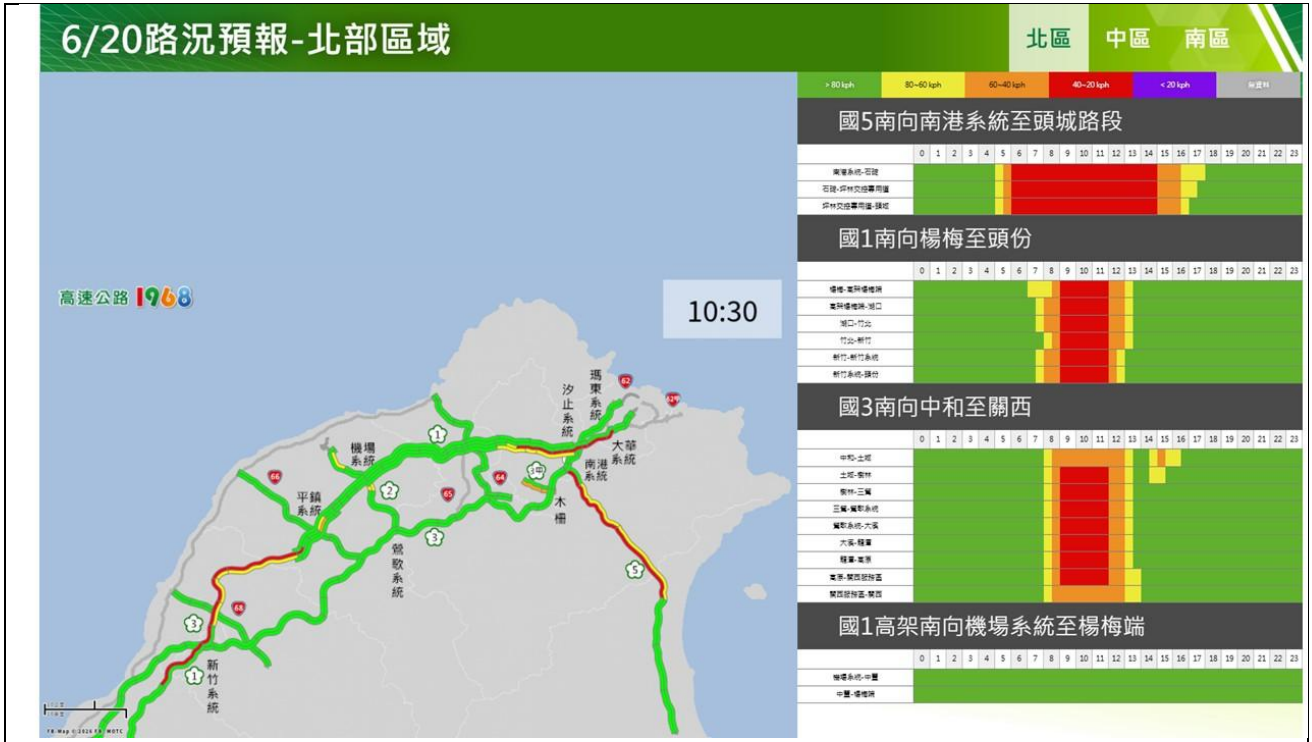 6/20路況預報-北部區域
北區 中區 南區
> 80 kph 80~60 kph 60~40 kph 40~20 kph < 20 kph 無資料
國5南向南港系統至頭城路段
0 1 2 3 4 5 6 7 8 9 10 11 12 13 14 15 16 17 18 19 20 21 22 23
南港系統-石碇
石碇-坪林交控專用道
坪林交控專用道-頭城
國1南向楊梅至頭份
0 1 2 3 4 5 6 7 8 9 10 11 12 13 14 15 16 17 18 19 20 21 22 23
楊梅-高架楊梅端
高架楊梅端-湖口
湖口-竹北
竹北-新竹
新竹-新竹系統
新竹系統-頭份
國3南向中和至關西
0 1 2 3 4 5 6 7 8 9 10 11 12 13 14 15 16 17 18 19 20 21 22 23
中和-土城
土城-樹林
樹林-三鶯
三鶯-鶯歌系統
鶯歌系統-大溪
大溪-龍潭
龍潭-高原
高原-關西服務區
關西服務區-關西
國1高架南向機場系統至楊梅端
0 1 2 3 4 5 6 7 8 9 10 11 12 13 14 15 16 17 18 19 20 21 22 23
機場系統-中壢
中豐-楊梅端
高速公路1968
10:30
瑪東系統
62
62甲
汐止系統
1
大華系統
機場系統
南港系統
3甲
66
2
65
64
木柵
平鎮系統
3
鶯歌系統
5
68
3
新竹系統
1